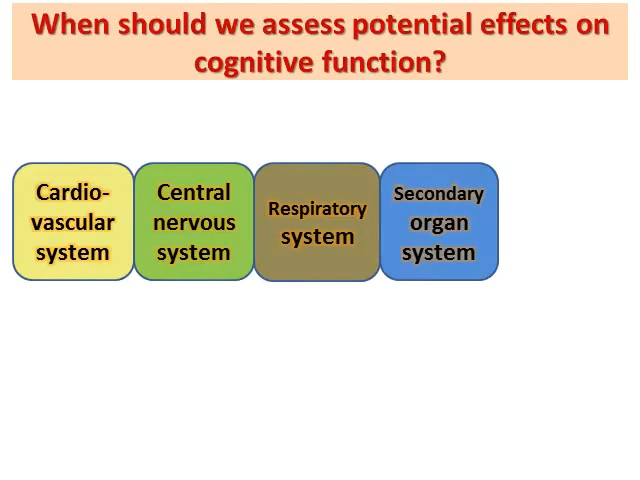 When should we assess potential effects on
cognitive function?
Cardio-
vascular
system
Central
nervous
system
Respiratory
system
Secondary
organ
system